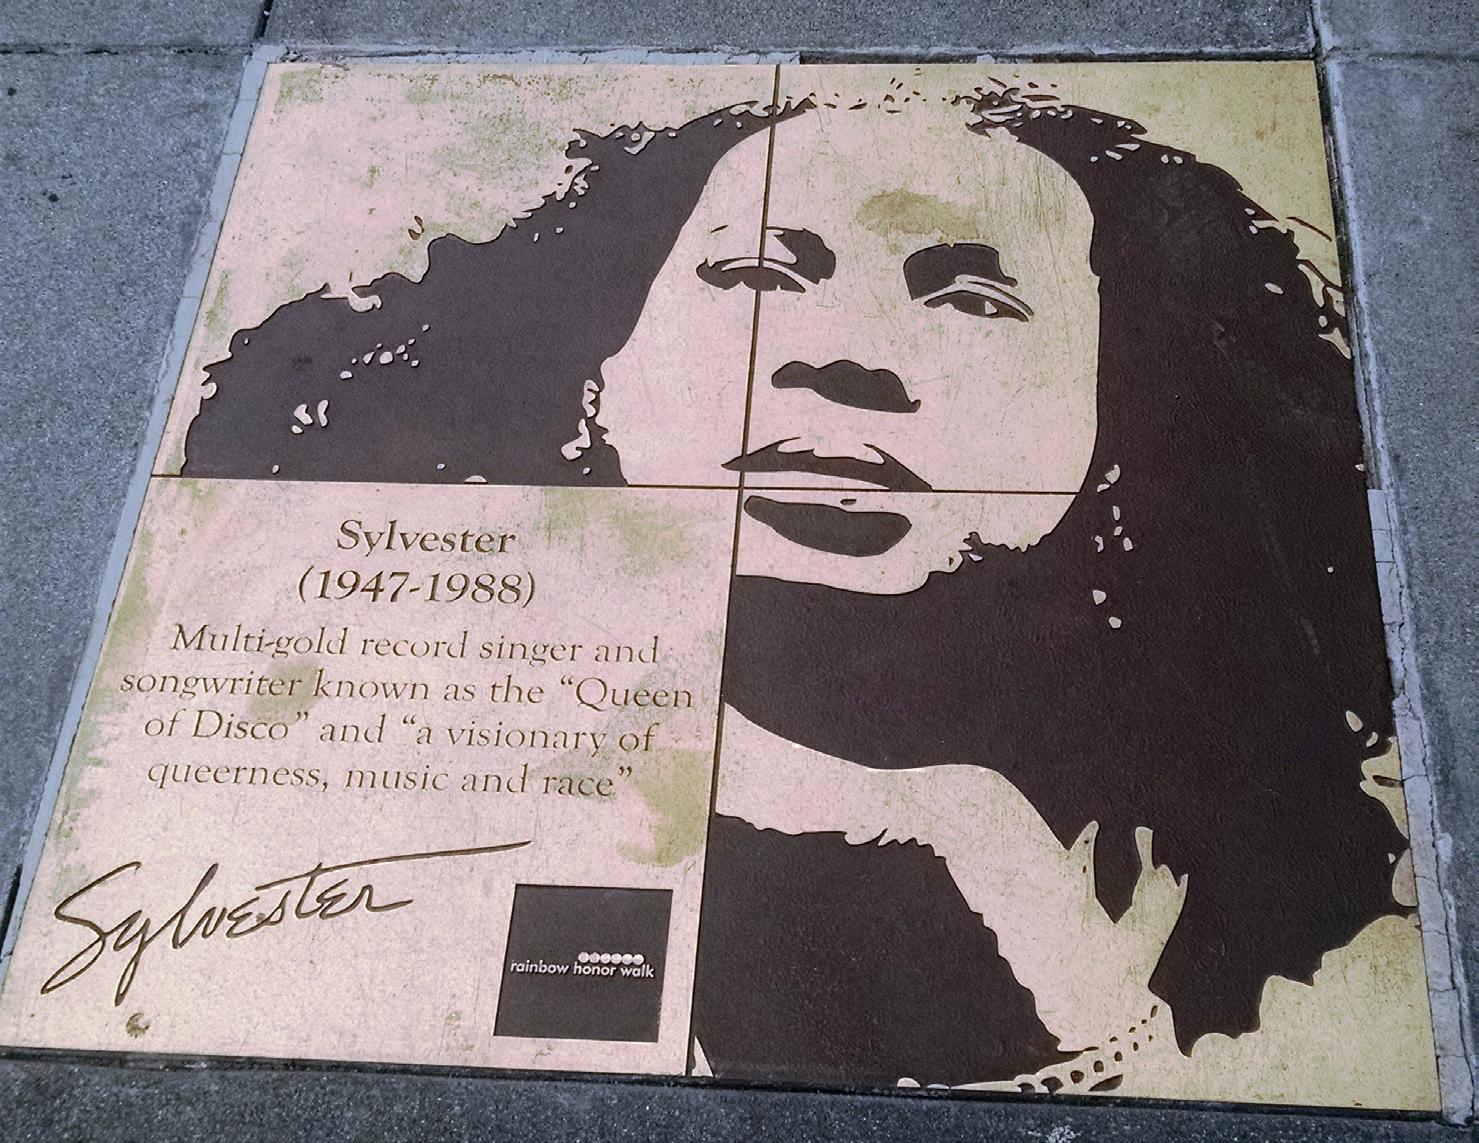 Sylvester
(1947-1988)
Multi-gold record singer and
songwriter known as the “Queen
of Disco” and “a visionary of
queerness, music and race”
Sylvester
rainbow honor walk